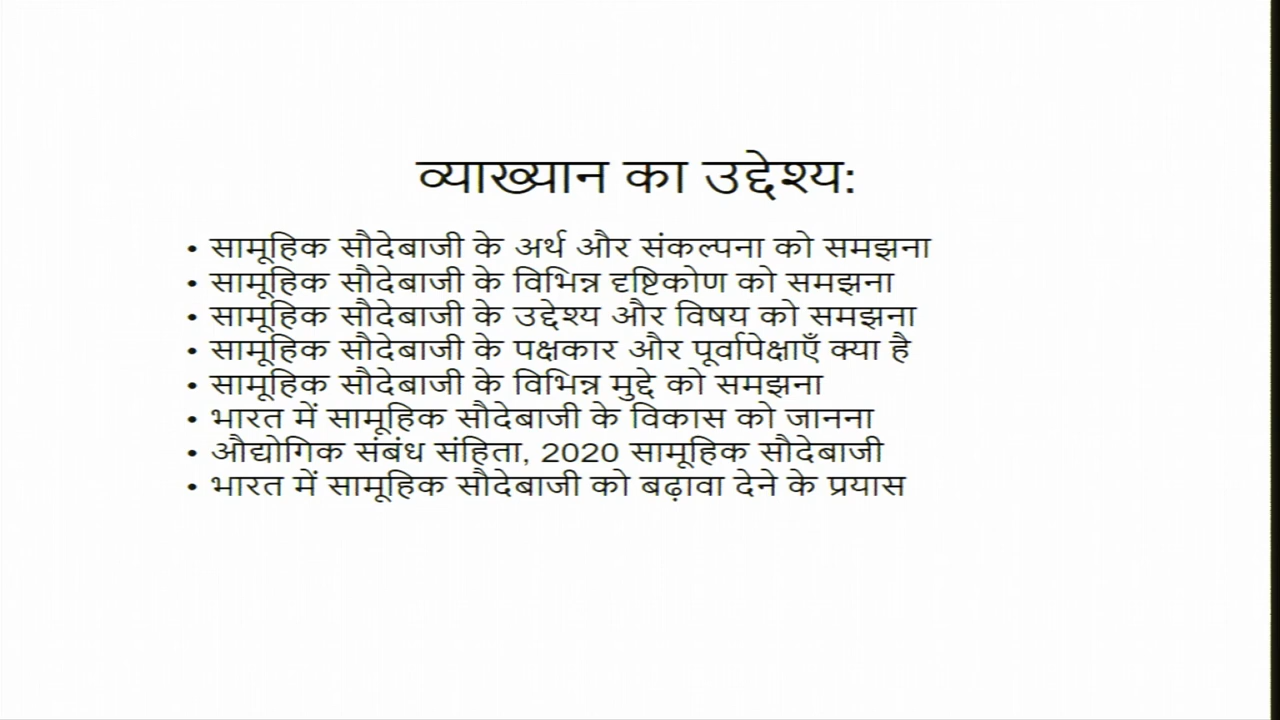 व्याख्यान का उद्देश्य:
• सामूहिक सौदेबाजी के अर्थ और संकल्पना को समझना
• सामूहिक सौदेबाजी के विभिन्न दृष्टिकोण को समझना
• सामूहिक सौदेबाजी के उद्देश्य और विषय को समझना
• सामूहिक सौदेबाजी के पक्षकार और पूर्वापेक्षाएँ क्या है
• सामूहिक सौदेबाजी के विभिन्न मुद्दे को समझना
• भारत में सामूहिक सौदेबाजी के विकास को जानना
• औद्योगिक संबंध संहिता, 2020 सामूहिक सौदेबाजी
• भारत में सामूहिक सौदेबाजी को बढ़ावा देने के प्रयास